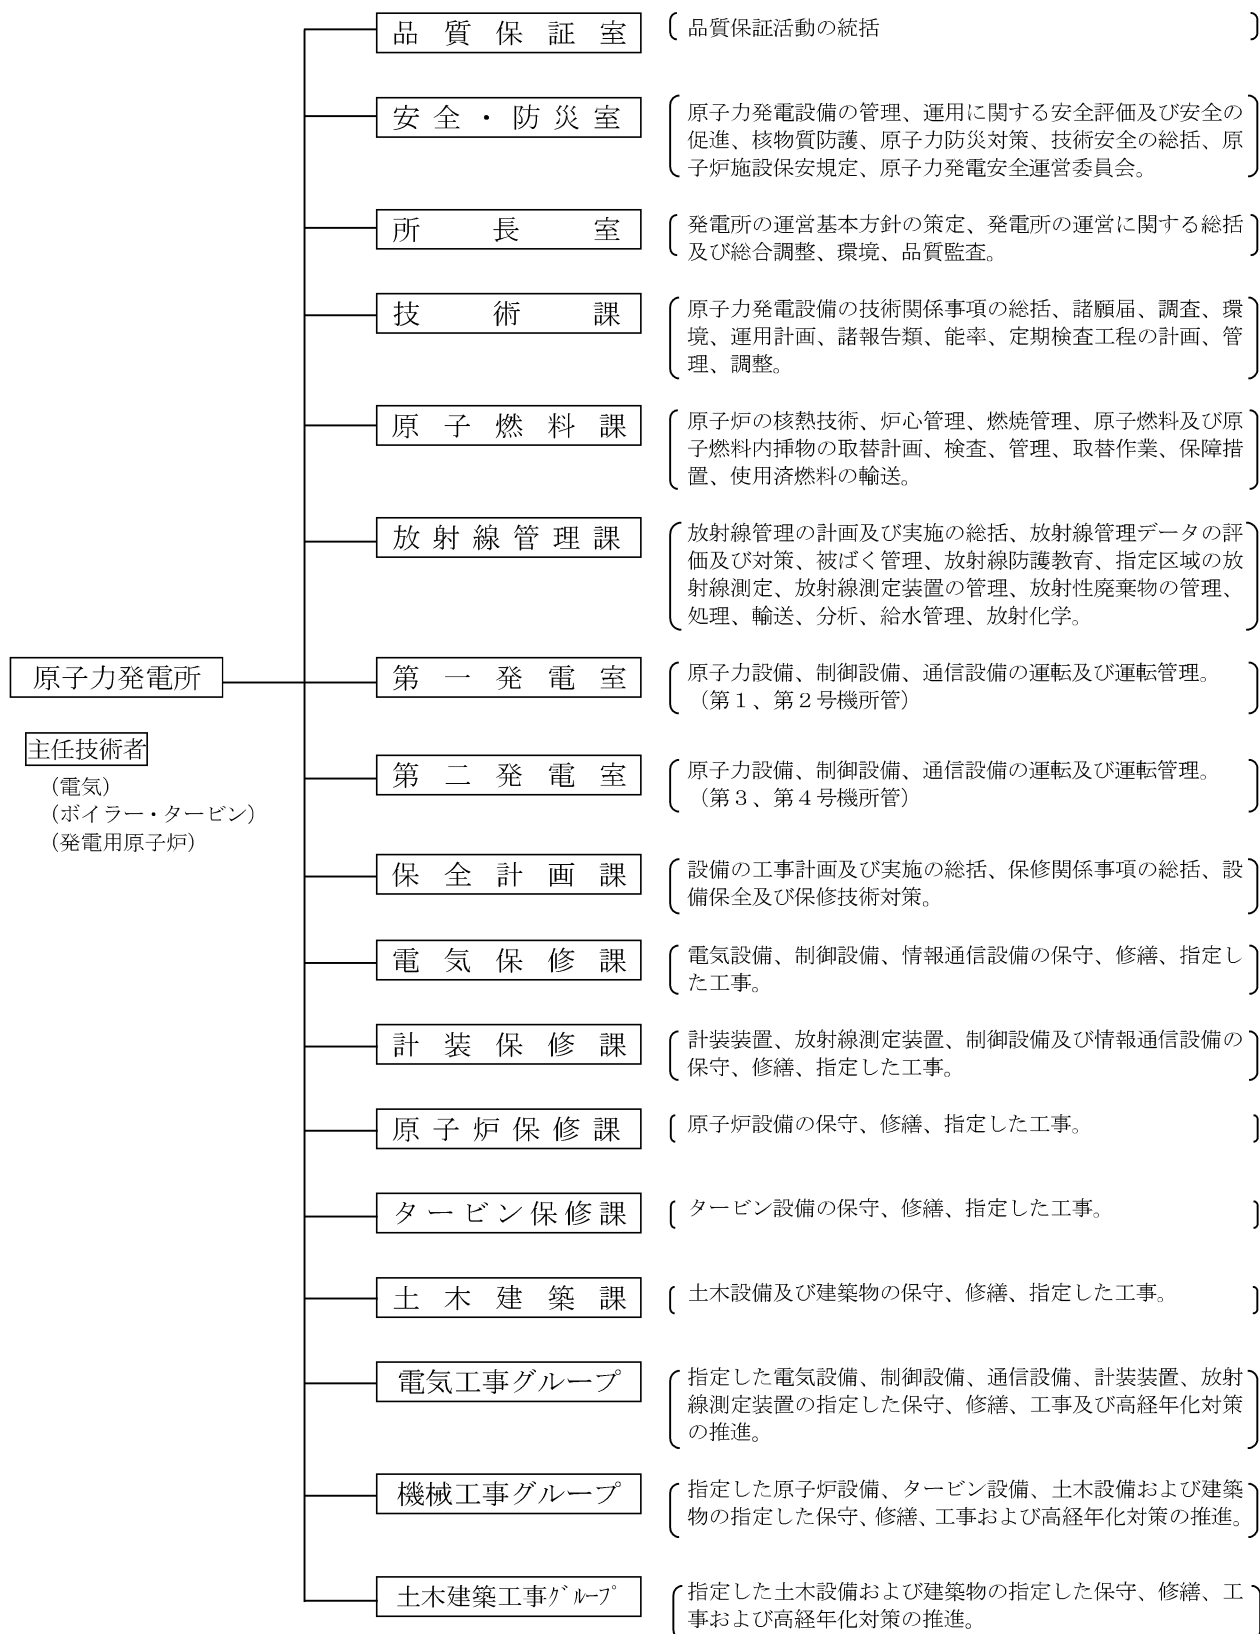 品質保証室
品質保証活動の統括
安全・防災室
原子力発電設備の管理、運用に関する安全評価及び安全の
促進、核物質防護、原子力防災対策、技術安全の総括、原
子炉施設保安規定、原子力発電安全運営委員会。
所長室
発電所の運営基本方針の策定、発電所の運営に関する総括
及び総合調整、環境、品質監査。
技術課
原子力発電設備の技術関係事項の総括、諸願届、調査、環
境、運用計画、諸報告類、能率、定期検査工程の計画、管
理、調整。
原子燃料課
原子炉の核熱技術、炉心管理、燃焼管理、原子燃料及び原
子燃料内挿物の取替計画、検査、管理、取替作業、保障措
置、使用済燃料の輸送。
放射線管理課
放射線管理の計画及び実施の総括、放射線管理データの評
価及び対策、被ばく管理、放射線防護教育、指定区域の放
射線測定、放射線測定装置の管理、放射性廃棄物の管理、
処理、輸送、分析、給水管理、放射化学。
原子力発電所
主任技術者
（電気）
（ボイラー・タービン）
（発電用原子炉）
第一発電室
原子力設備、制御設備、通信設備の運転及び運転管理。
（第１、第２号機所管）
第二発電室
原子力設備、制御設備、通信設備の運転及び運転管理。
（第３、第４号機所管）
保全計画課
設備の工事計画及び実施の総括、保修関係事項の総括、設
備保全及び保修技術対策。
電気保修課
電気設備、制御設備、情報通信設備の保守、修繕、指定し
た工事。
計装保修課
計装装置、放射線測定装置、制御設備及び情報通信設備の
保守、修繕、指定した工事。
原子炉保修課
原子炉設備の保守、修繕、指定した工事。
タービン保修課
タービン設備の保守、修繕、指定した工事。
土木建築課
土木設備及び建築物の保守、修繕、指定した工事。
電気工事グループ
指定した電気設備、制御設備、通信設備、計装装置、放射
線測定装置の指定した保守、修繕、工事及び高経年化対策
の推進。
機械工事グループ
指定した原子炉設備、タービン設備、土木設備および建築
物の指定した保守、修繕、工事および高経年化対策の推進。
土木建築工事ｸﾞﾙｰﾌﾟ
指定した土木設備および建築物の指定した保守、修繕、工
事および高経年化対策の推進。